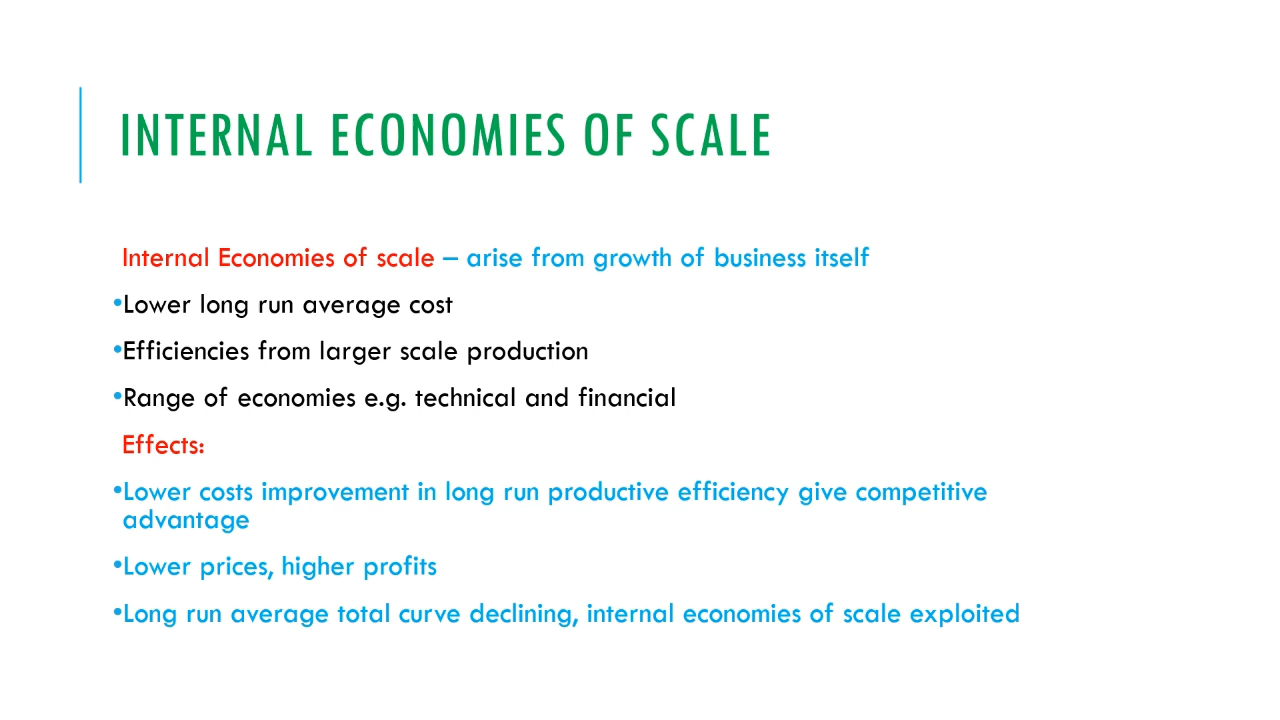 INTERNAL ECONOMIES OF SCALE
Internal Economies of scale – arise from growth of business itself
•Lower long run average cost
•Efficiencies from larger scale production
•Range of economies e.g. technical and financial
Effects:
•Lower costs improvement in long run productive efficiency give competitive
advantage
•Lower prices, higher profits
•Long run average total curve declining, internal economies of scale exploited